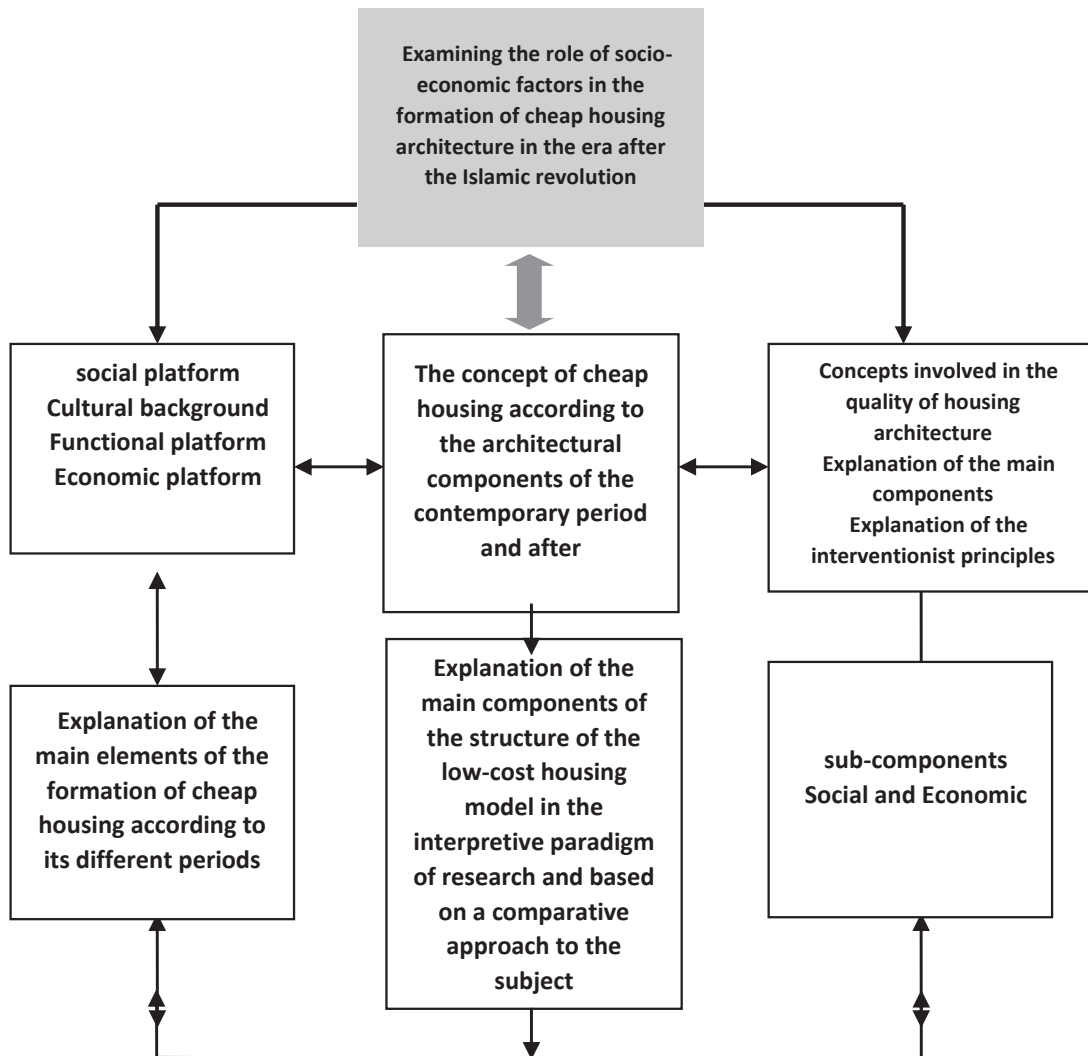 Examining the role of socio-
economic factors in the
formation of cheap housing
architecture in the era after
the Islamic revolution
social platform
Cultural background
Functional platform
Economic platform
The concept of cheap
housing according to
the architectural
components of the
contemporary period
and after
Concepts involved in the
quality of housing
architecture
Explanation of the main
components
Explanation of the
interventionist principles
Explanation of the
main elements of the
formation of cheap
housing according to
its different periods
Explanation of the
main components of
the structure of the
low-cost housing
model in the
interpretive paradigm
of research and based
on a comparative
approach to the
subject
sub-components
Social and Economic